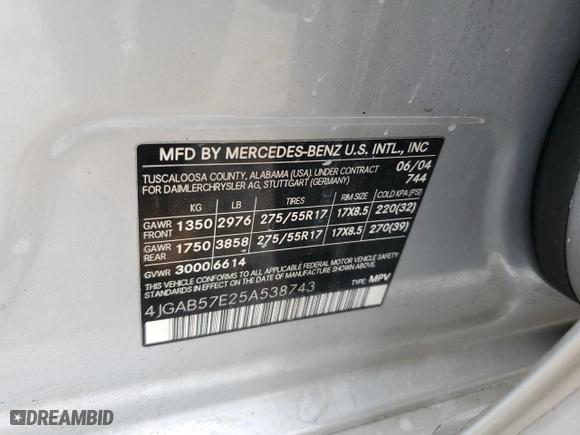 MFD BY MERCEDES-BENZ U.S. INTL., INC
TUSCALOOSA COUNTY, ALABAMA (USA). UNDER CONTRACT 06/04
FOR DAIMLERCHRYSLER AG, STUTTGART (GERMANY) 744
KG LB TIRES RIM SIZE COLD KPA (PSI)
GAWR FRONT 1350 2976 275/55R17 17X8.5 220(32)
GAWR REAR 1750 3858 275/55R17 17X8.5 270(39)
GVWR 3000 6614
THIS VEHICLE CONFORMS TO ALL APPLICABLE FEDERAL MOTOR VEHICLE SAFETY
STANDARDS IN EFFECT ON THE DATE OF MANUFACTURE SHOWN ABOVE.
4JGAB57E25A538743 TYPE: MPV
DREAMBID